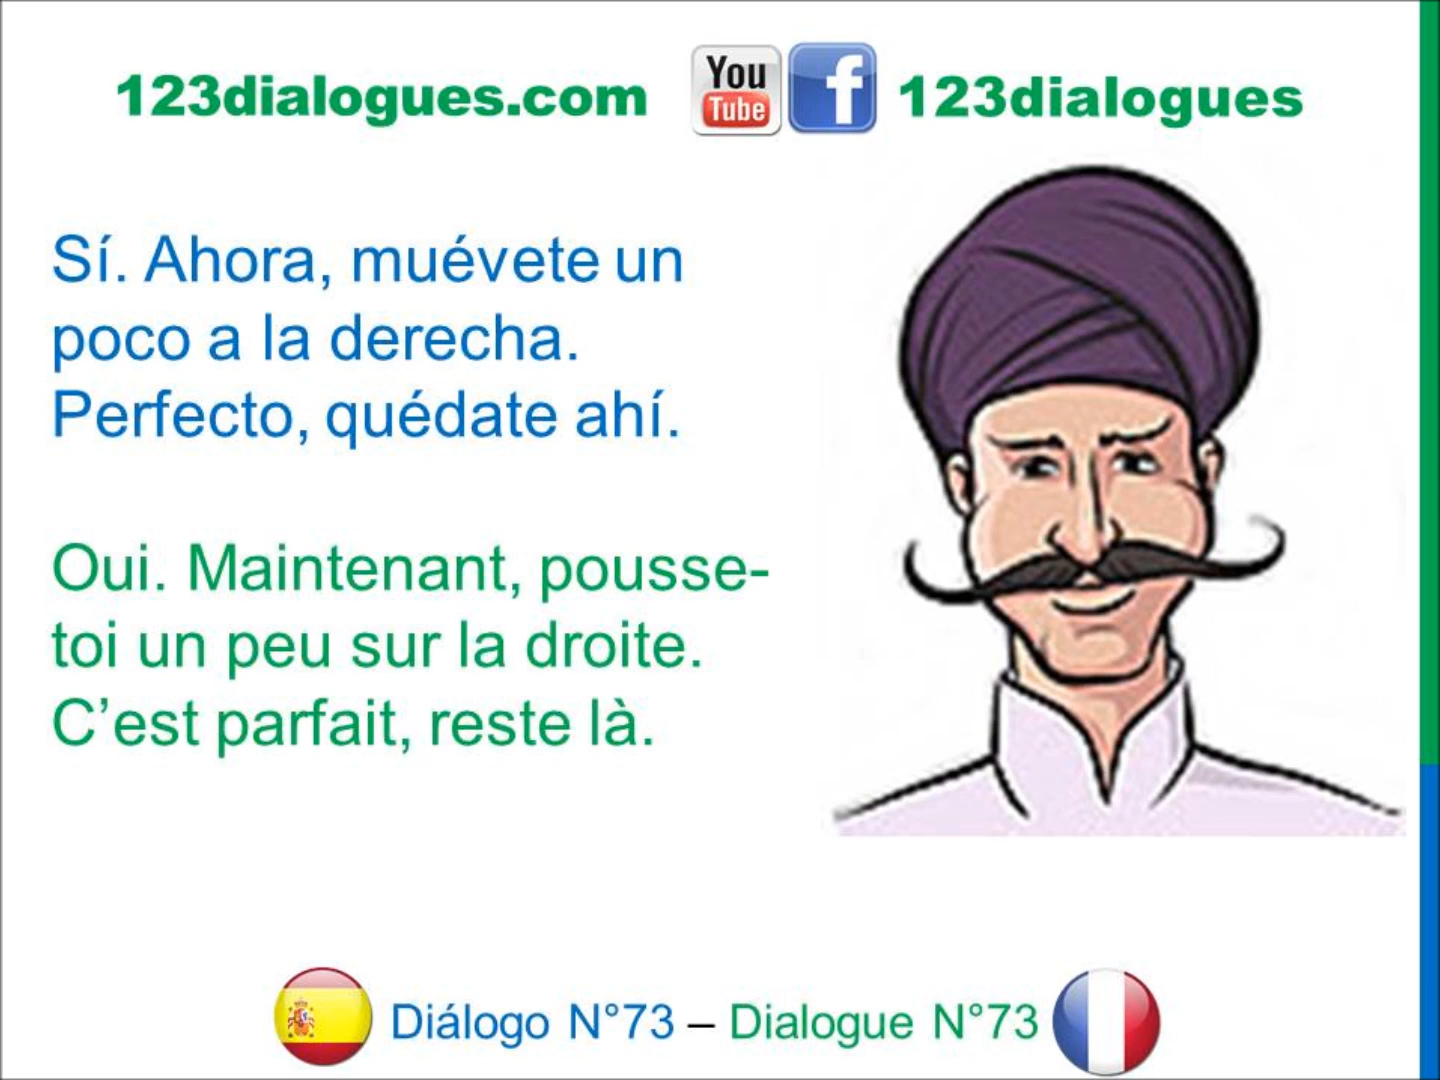 123dialogues.com You Tube f 123dialogues
Sí. Ahora, muévete un
poco a la derecha.
Perfecto, quédate ahí.
Oui. Maintenant, pousse-
toi un peu sur la droite.
C’est parfait, reste là.
Diálogo N°73 – Dialogue N°73